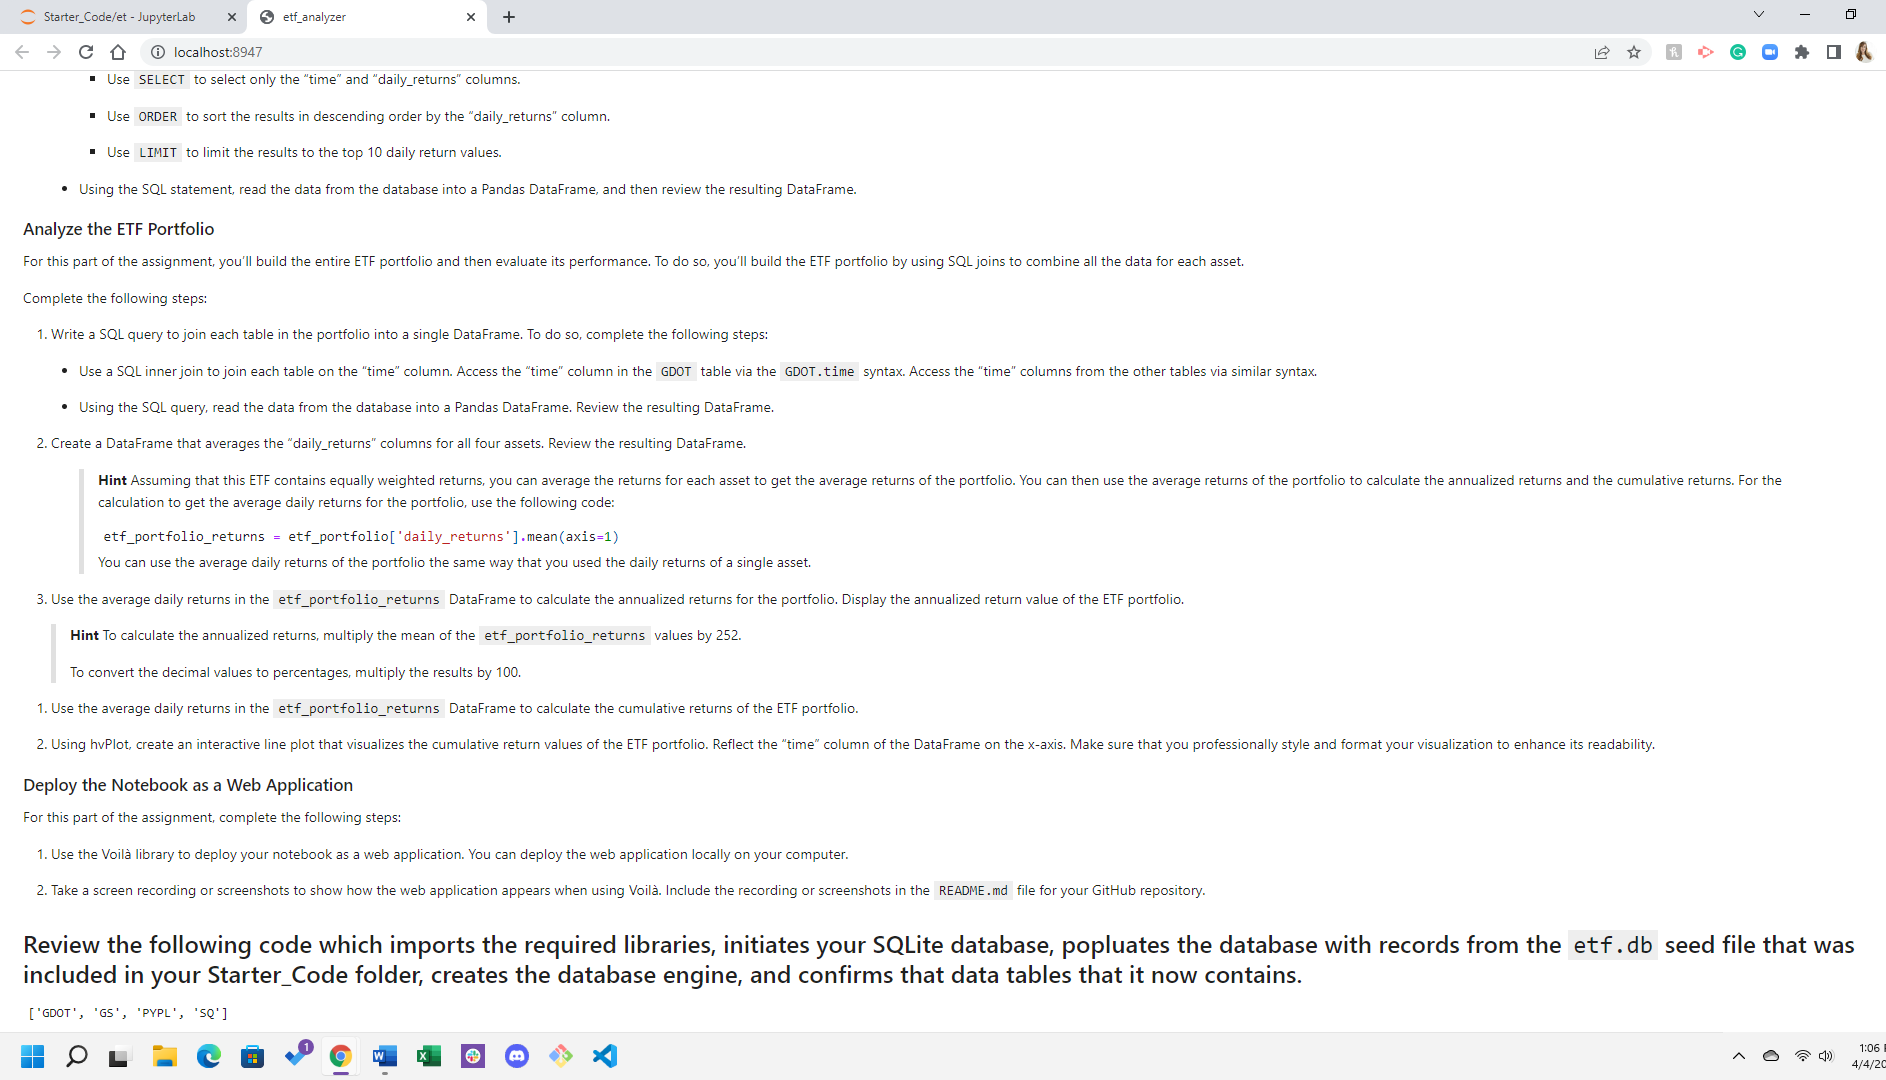 Starter_Code/et - JupyterLab
etf_analyzer
localhost:8947
Use SELECT to select only the “time” and “daily_returns” columns.
Use ORDER to sort the results in descending order by the “daily_returns” column.
Use LIMIT to limit the results to the top 10 daily return values.
Using the SQL statement, read the data from the database into a Pandas DataFrame, and then review the resulting DataFrame.
Analyze the ETF Portfolio
For this part of the assignment, you’ll build the entire ETF portfolio and then evaluate its performance. To do so, you’ll build the ETF portfolio by using SQL joins to combine all the data for each asset.
Complete the following steps:
1. Write a SQL query to join each table in the portfolio into a single DataFrame. To do so, complete the following steps:
Use a SQL inner join to join each table on the “time” column. Access the “time” column in the GDOT table via the GDOT.time syntax. Access the “time” columns from the other tables via similar syntax.
Using the SQL query, read the data from the database into a Pandas DataFrame. Review the resulting DataFrame.
2. Create a DataFrame that averages the “daily_returns” columns for all four assets. Review the resulting DataFrame.
Hint Assuming that this ETF contains equally weighted returns, you can average the returns for each asset to get the average returns of the portfolio. You can then use the average returns of the portfolio to calculate the annualized returns and the cumulative returns. For the
calculation to get the average daily returns for the portfolio, use the following code:
etf_portfolio_returns = etf_portfolio['daily_returns'].mean(axis=1)
You can use the average daily returns of the portfolio the same way that you used the daily returns of a single asset.
3. Use the average daily returns in the etf_portfolio_returns DataFrame to calculate the annualized returns for the portfolio. Display the annualized return value of the ETF portfolio.
Hint To calculate the annualized returns, multiply the mean of the etf_portfolio_returns values by 252.
To convert the decimal values to percentages, multiply the results by 100.
1. Use the average daily returns in the etf_portfolio_returns DataFrame to calculate the cumulative returns of the ETF portfolio.
2. Using hvPlot, create an interactive line plot that visualizes the cumulative return values of the ETF portfolio. Reflect the “time” column of the DataFrame on the x-axis. Make sure that you professionally style and format your visualization to enhance its readability.
Deploy the Notebook as a Web Application
For this part of the assignment, complete the following steps:
1. Use the Voilà library to deploy your notebook as a web application. You can deploy the web application locally on your computer.
2. Take a screen recording or screenshots to show how the web application appears when using Voilà. Include the recording or screenshots in the README.md file for your GitHub repository.
Review the following code which imports the required libraries, initiates your SQLite database, popluates the database with records from the etf.db seed file that was
included in your Starter_Code folder, creates the database engine, and confirms that data tables that it now contains.
['GDOT', 'GS', 'PYPL', 'SQ']
1
1:06
4/4/20